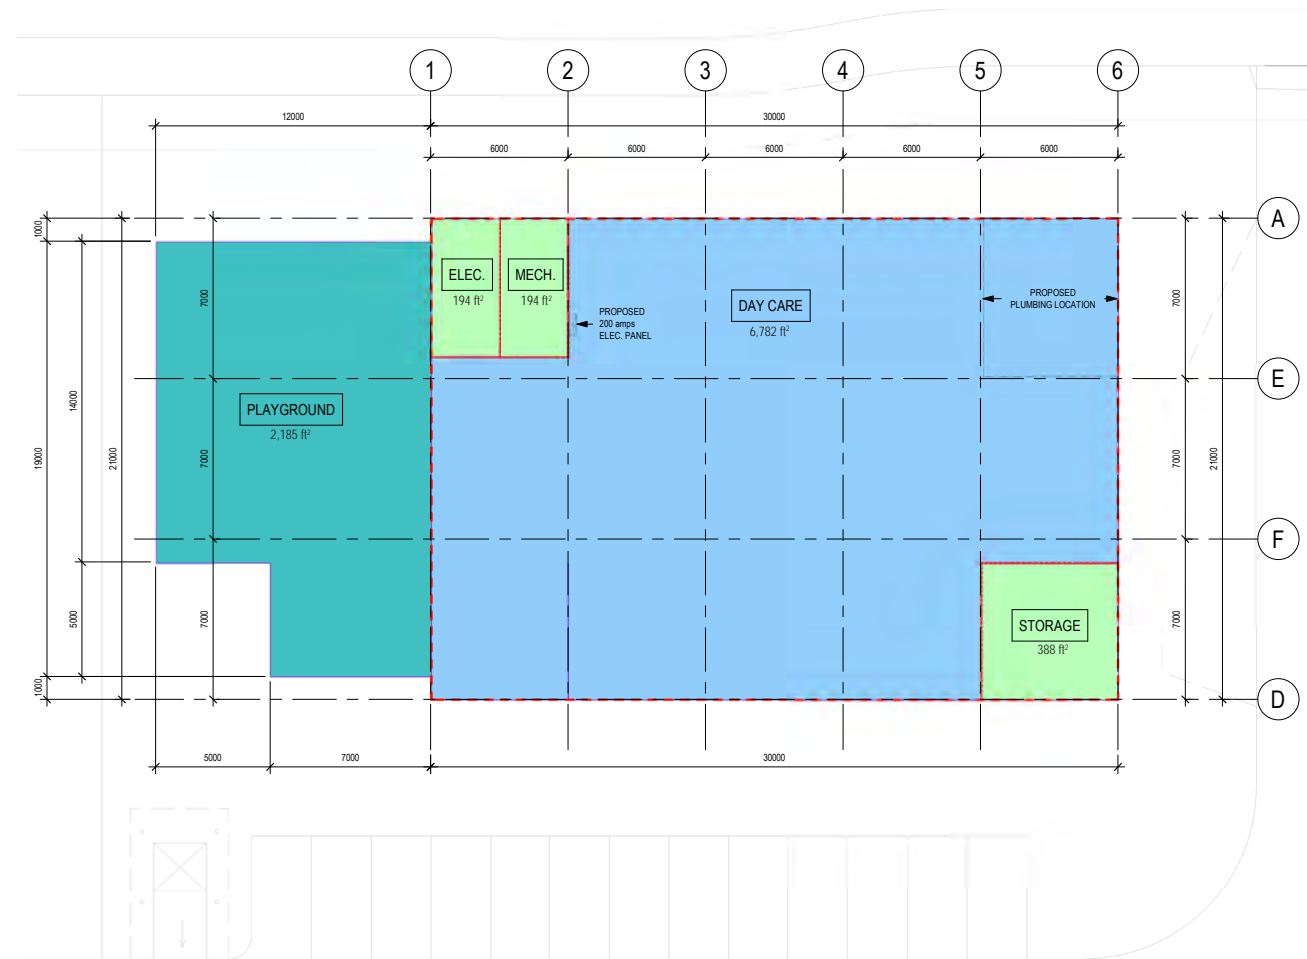 1 2 3 4 5 6
12000 30000
6000 6000 6000 6000 6000
A
1000
ELEC.
194 ft²
MECH.
194 ft²
DAY CARE
6,782 ft²
PROPOSED
PLUMBING LOCATION
PROPOSED
200 amps
ELEC. PANEL
7000
7000
E
PLAYGROUND
2,185 ft²
14000
19000
21000
7000
7000
21000
F
5000
7000
7000
STORAGE
388 ft²
1000
D
5000 7000 30000